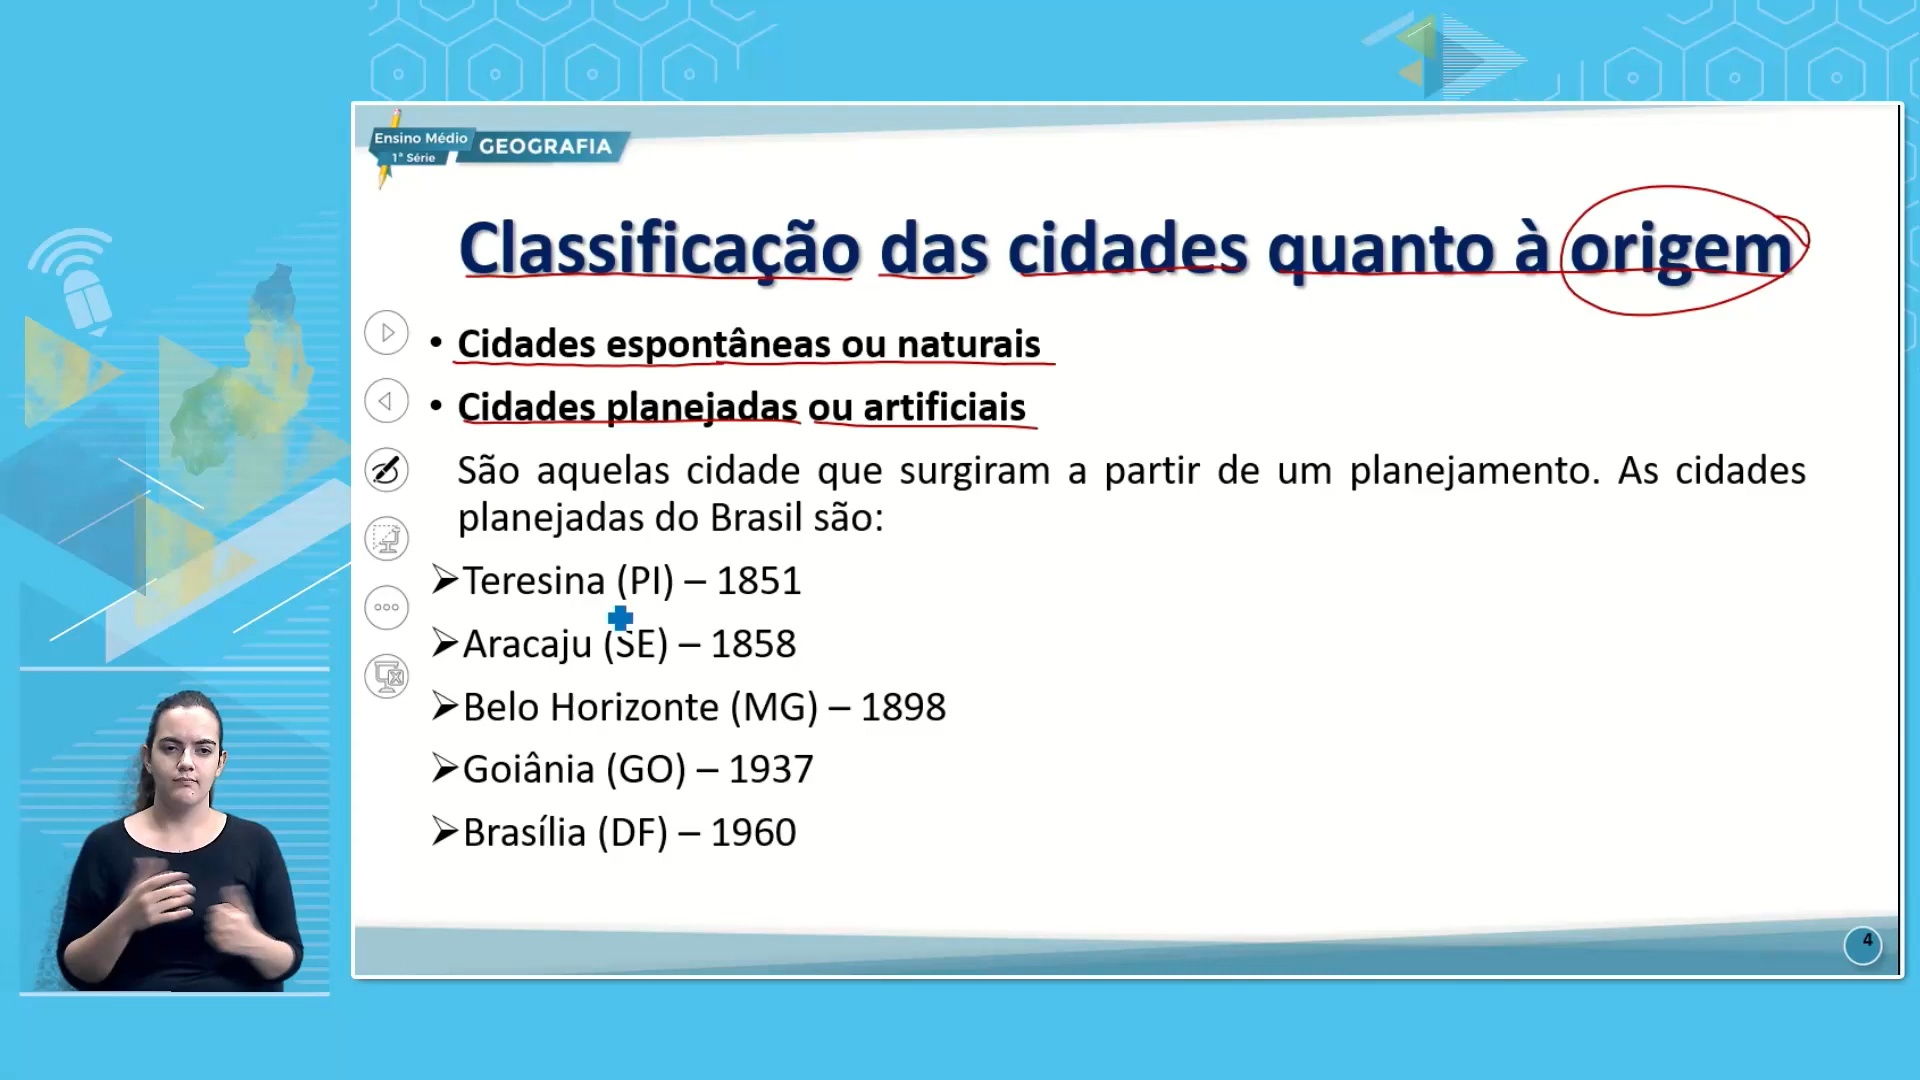 Ensino Médio
1ª Série
GEOGRAFIA
Classificação das cidades quanto à origem
• Cidades espontâneas ou naturais
• Cidades planejadas ou artificiais
São aquelas cidade que surgiram a partir de um planejamento. As cidades
planejadas do Brasil são:
➢Teresina (PI) – 1851
➢Aracaju (SE) – 1858
➢Belo Horizonte (MG) – 1898
➢Goiânia (GO) – 1937
➢Brasília (DF) – 1960
4